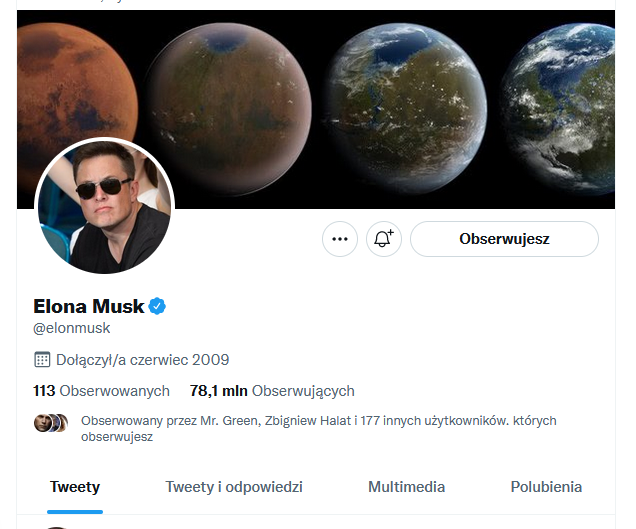 Obserwujesz
Elona Musk
@elonmusk
Dołączył/a czerwiec 2009
113 Obserwowanych 78,1 mln Obserwujących
Obserwowany przez Mr. Green, Zbigniew Halat i 177 innych użytkowników. których
obserwujesz
Tweety Tweety i odpowiedzi Multimedia Polubienia